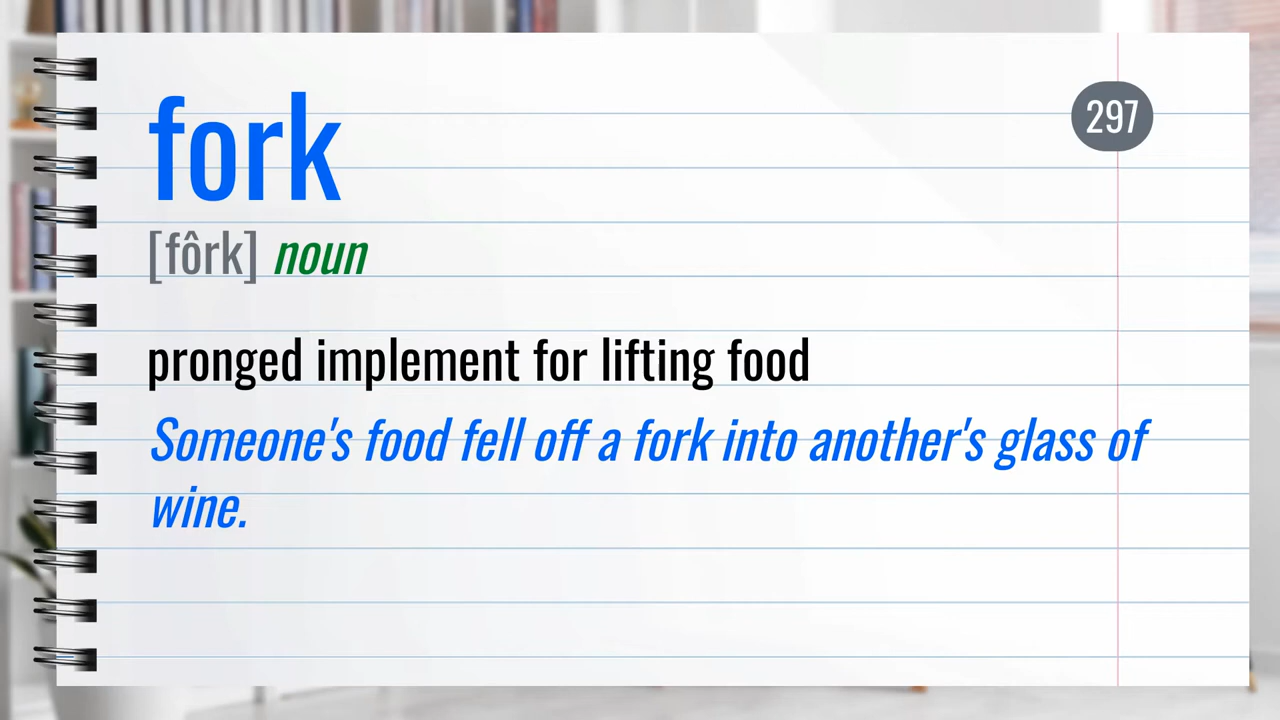 fork
297
[fôrk] noun
pronged implement for lifting food
Someone's food fell off a fork into another's glass of
wine.